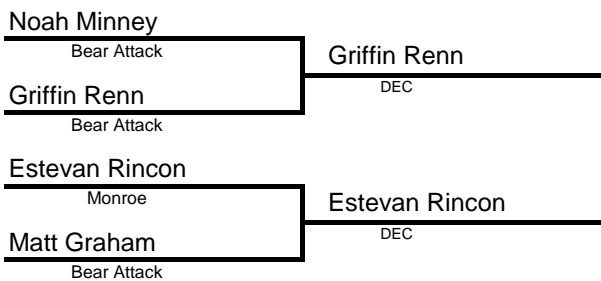 Noah Minney
Bear Attack
Griffin Renn
DEC
Griffin Renn
Bear Attack
Estevan Rincon
Monroe
Estevan Rincon
DEC
Matt Graham
Bear Attack